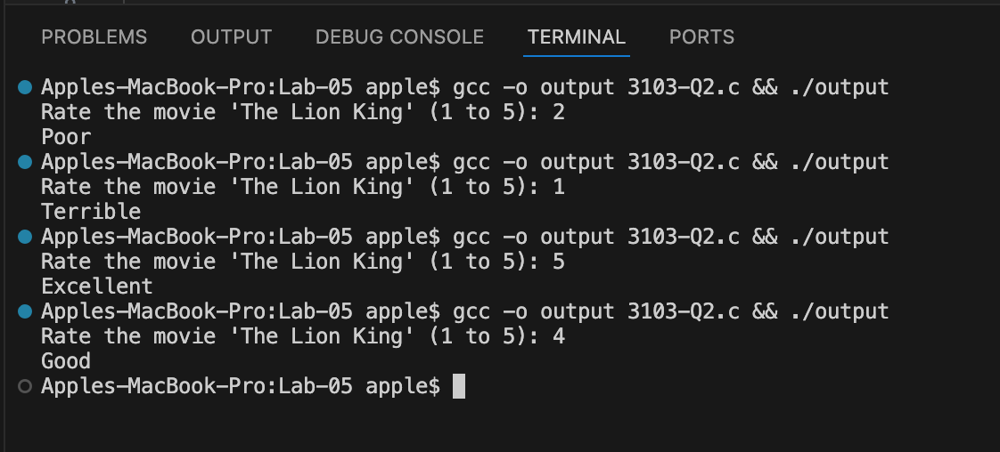 PROBLEMS OUTPUT DEBUG CONSOLE TERMINAL PORTS
Apples-MacBook-Pro:Lab-05 apple$ gcc -o output 3103-Q2.c && ./output
Rate the movie 'The Lion King' (1 to 5): 2
Poor
Apples-MacBook-Pro:Lab-05 apple$ gcc -o output 3103-Q2.c && ./output
Rate the movie 'The Lion King' (1 to 5): 1
Terrible
Apples-MacBook-Pro:Lab-05 apple$ gcc -o output 3103-Q2.c && ./output
Rate the movie 'The Lion King' (1 to 5): 5
Excellent
Apples-MacBook-Pro:Lab-05 apple$ gcc -o output 3103-Q2.c && ./output
Rate the movie 'The Lion King' (1 to 5): 4
Good
Apples-MacBook-Pro:Lab-05 apple$